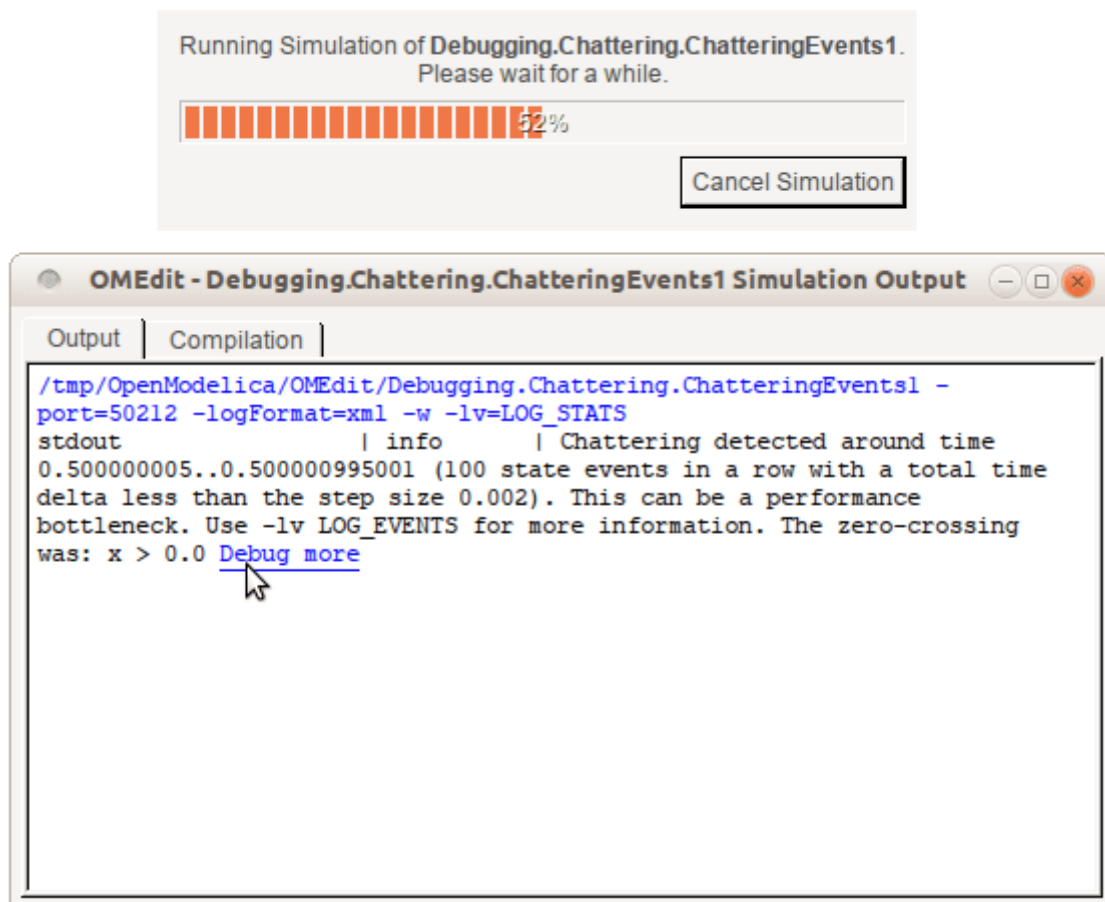 Running Simulation of Debugging.Chattering.ChatteringEvents1.
Please wait for a while.
52%
Cancel Simulation
OMEdit - Debugging.Chattering.ChatteringEvents1 Simulation Output
Output
Compilation
/tmp/OpenModelica/OMEdit/Debugging.Chattering.ChatteringEvents1 -
port=50212 -logFormat=xml -w -lv=LOG_STATS
stdout | info | Chattering detected around time
0.500000005..0.500000995001 (100 state events in a row with a total time
delta less than the step size 0.002). This can be a performance
bottleneck. Use -lv LOG_EVENTS for more information. The zero-crossing
was: x > 0.0 Debug more